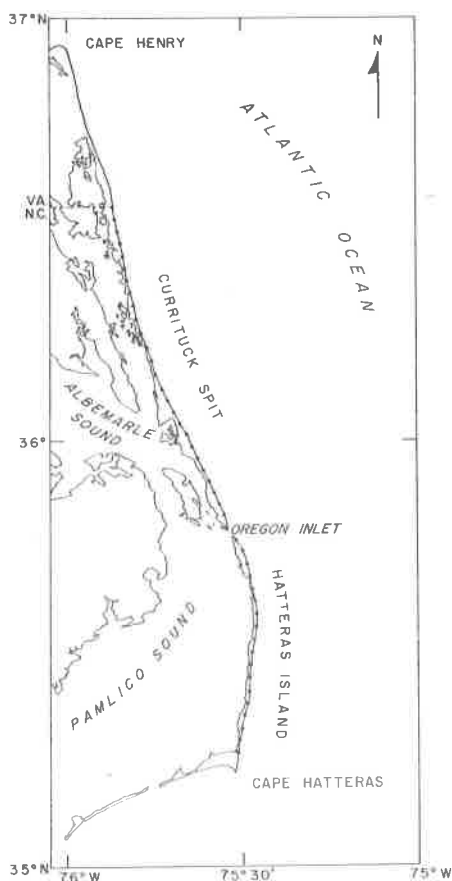 37°N
CAPE HENRY
N
ATLANTIC
OCEAN
VA.
N.C.
CURRITUCK SPIT
ALBEMARLE
SOUND
36°
OREGON INLET
HATTERAS ISLAND
PAMLICO SOUND
CAPE HATTERAS
35°N
76°W
75°30'
75°W